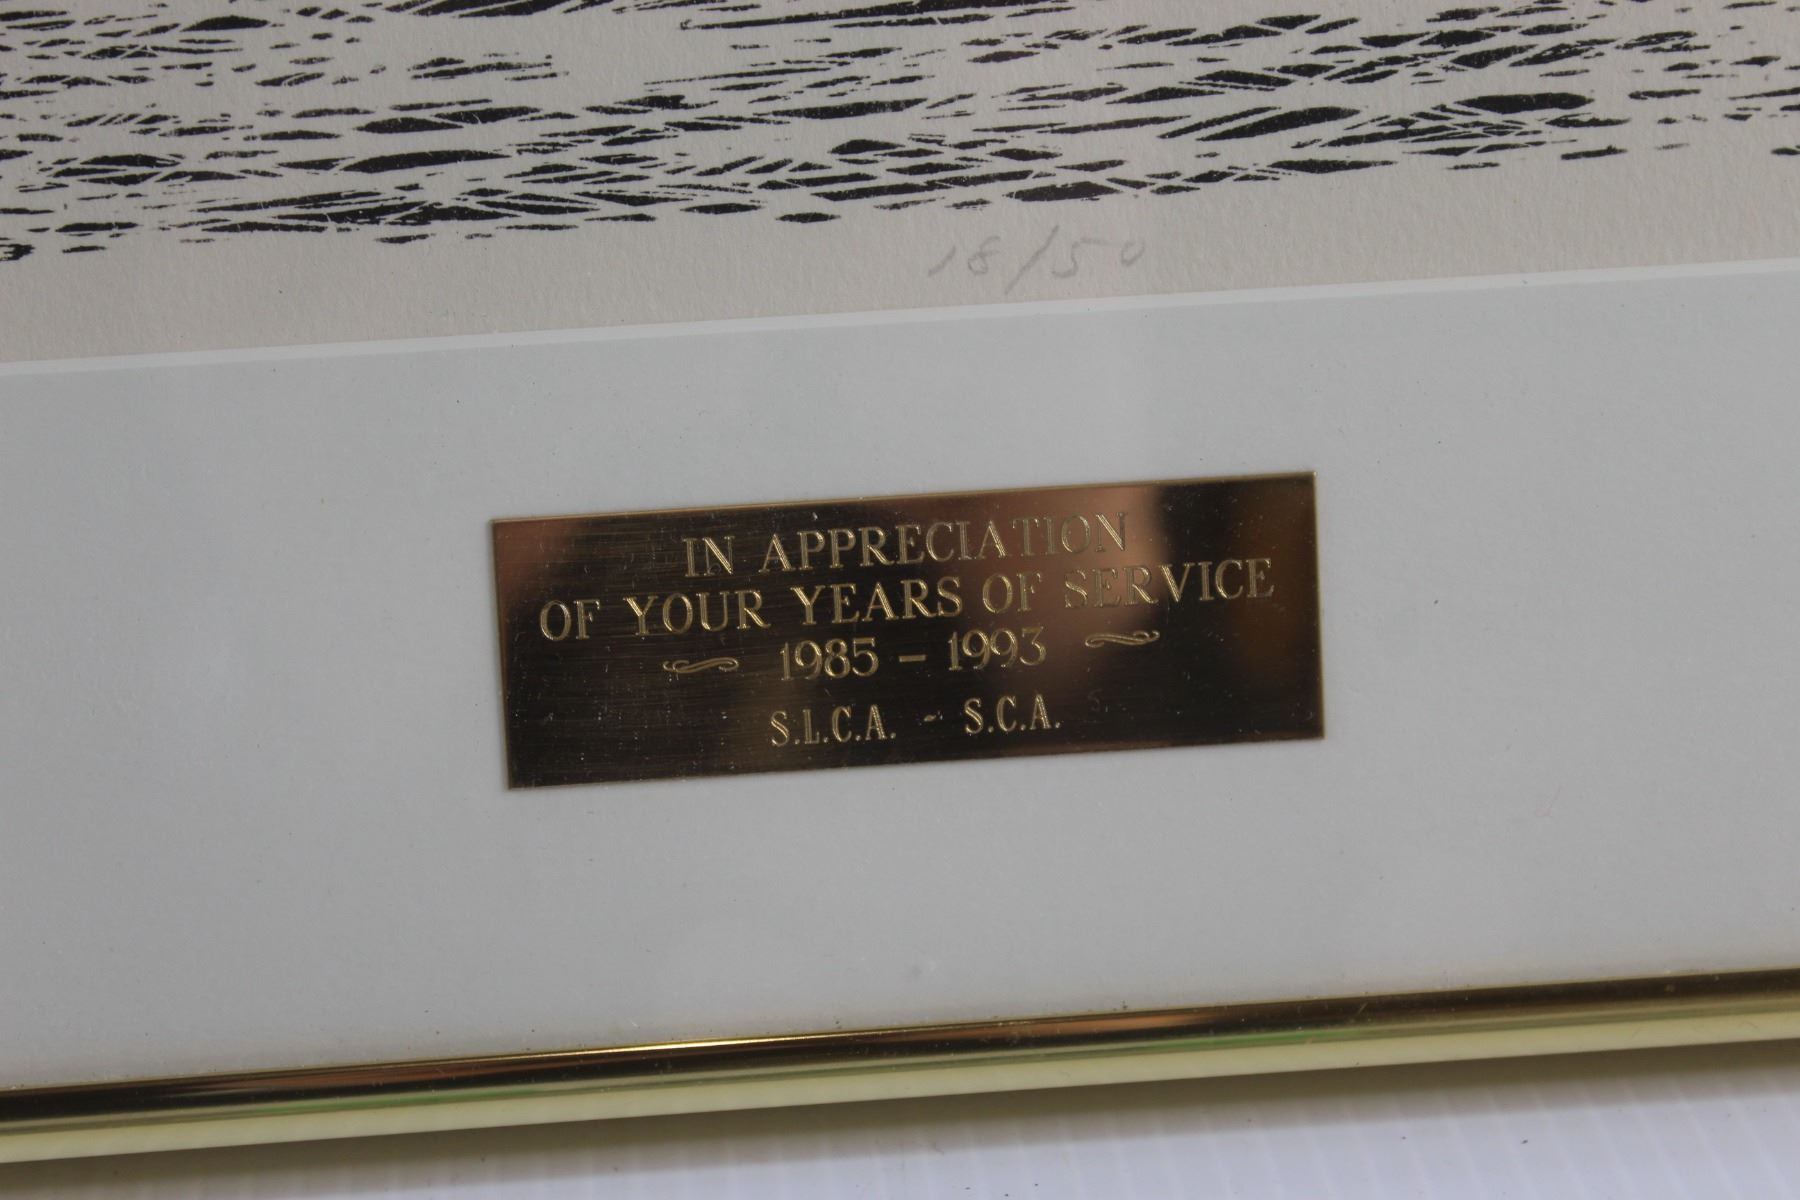 18/50
IN APPRECIATION
OF YOUR YEARS OF SERVICE
1985 - 1993
S.L.C.A. - S.C.A.